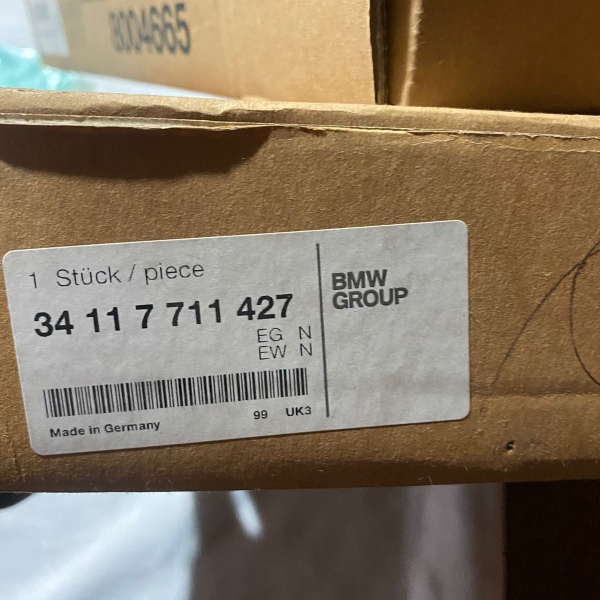 8004665
1 Stück / piece
34 11 7 711 427
EG N
EW N
BMW
GROUP
99 UK3
Made in Germany